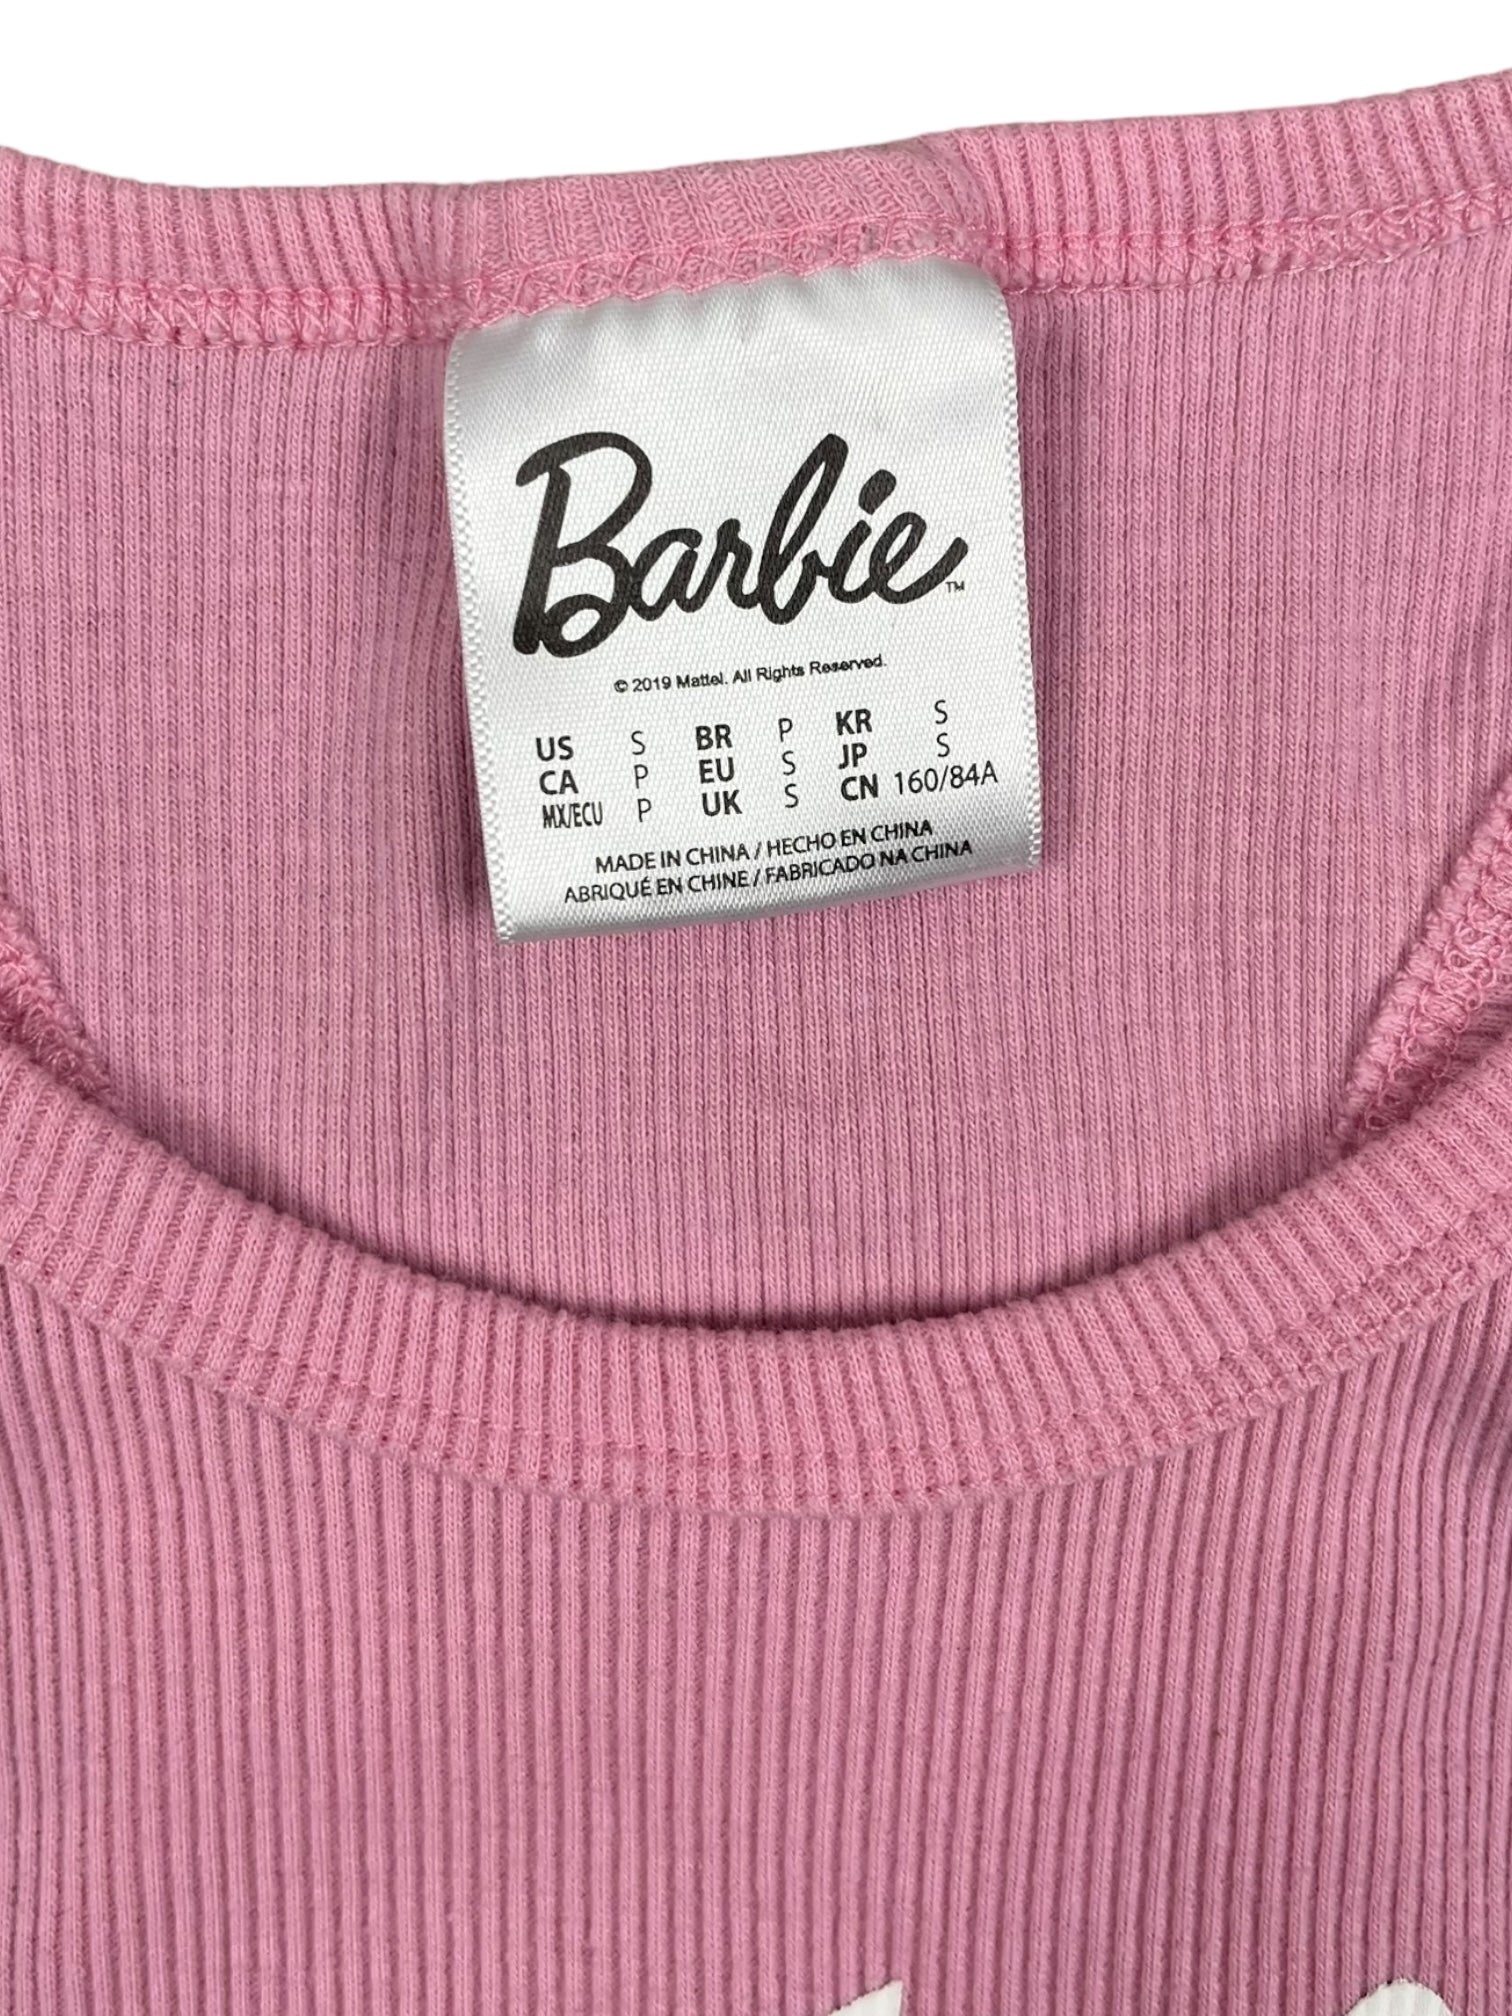 Barbie™
© 2019 Mattel. All Rights Reserved.
US S BR P KR S
CA P EU S JP S
MX/ECU P UK S CN 160/84A
MADE IN CHINA / HECHO EN CHINA
ABRIQUÉ EN CHINE / FABRICADO NA CHINA